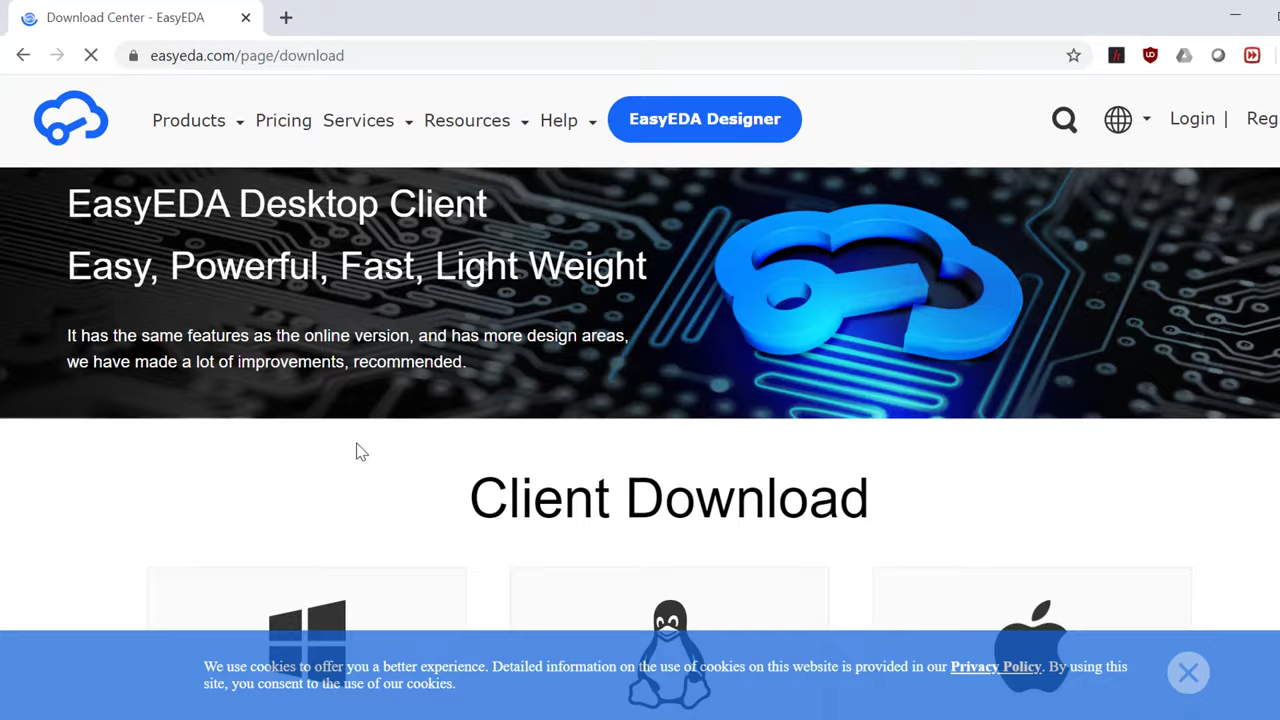 Download Center - EasyEDA
easyeda.com/page/download
Products Pricing Services Resources Help EasyEDA Designer Login | Reg
EasyEDA Desktop Client
Easy, Powerful, Fast, Light Weight
It has the same features as the online version, and has more design areas,
we have made a lot of improvements, recommended.
Client Download
We use cookies to offer you a better experience. Detailed information on the use of cookies on this website is provided in our Privacy Policy. By using this
site, you consent to the use of our cookies.